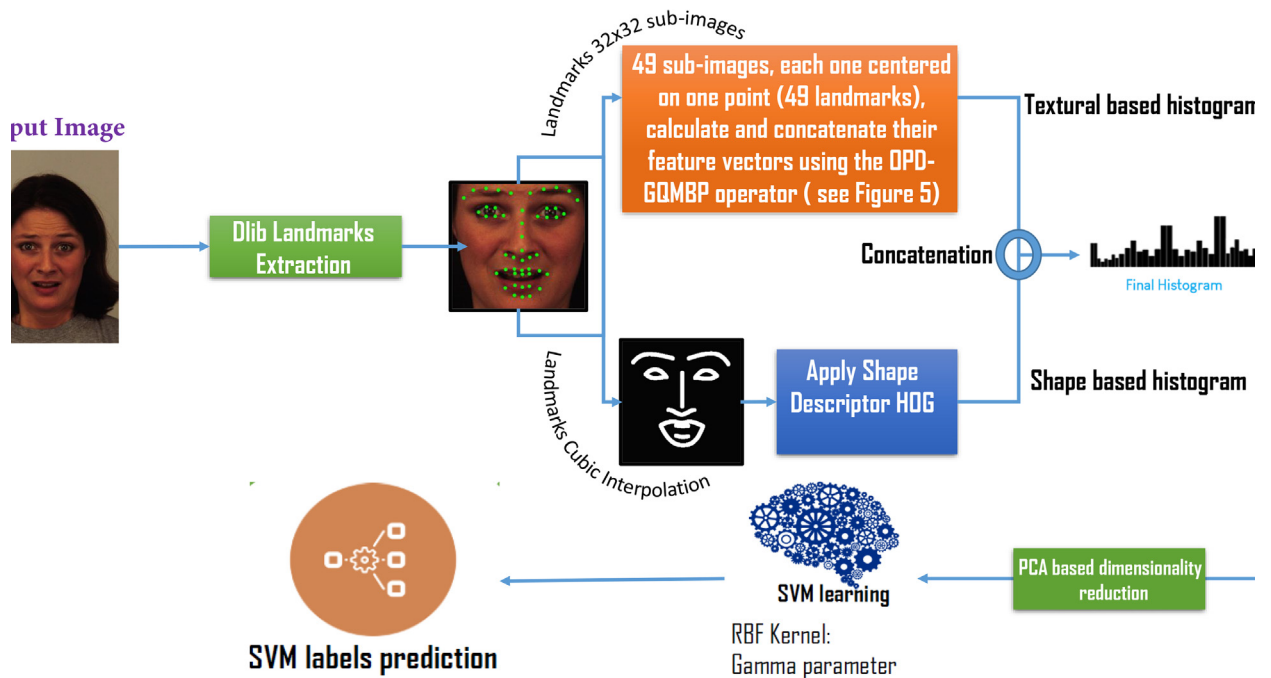 put Image
Dlib Landmarks
Extraction
Landmarks 32x32 sub-images
49 sub-images, each one centered
on one point (49 landmarks),
calculate and concatenate their
feature vectors using the OPD-
GQMBP operator ( see Figure 5)
Textural based histogram
Concatenation
Final Histogram
Landmarks Cubic Interpolation
Apply Shape
Descriptor HOG
Shape based histogram
PCA based dimensionality
reduction
SVM learning
RBF Kernel:
Gamma parameter
SVM labels prediction